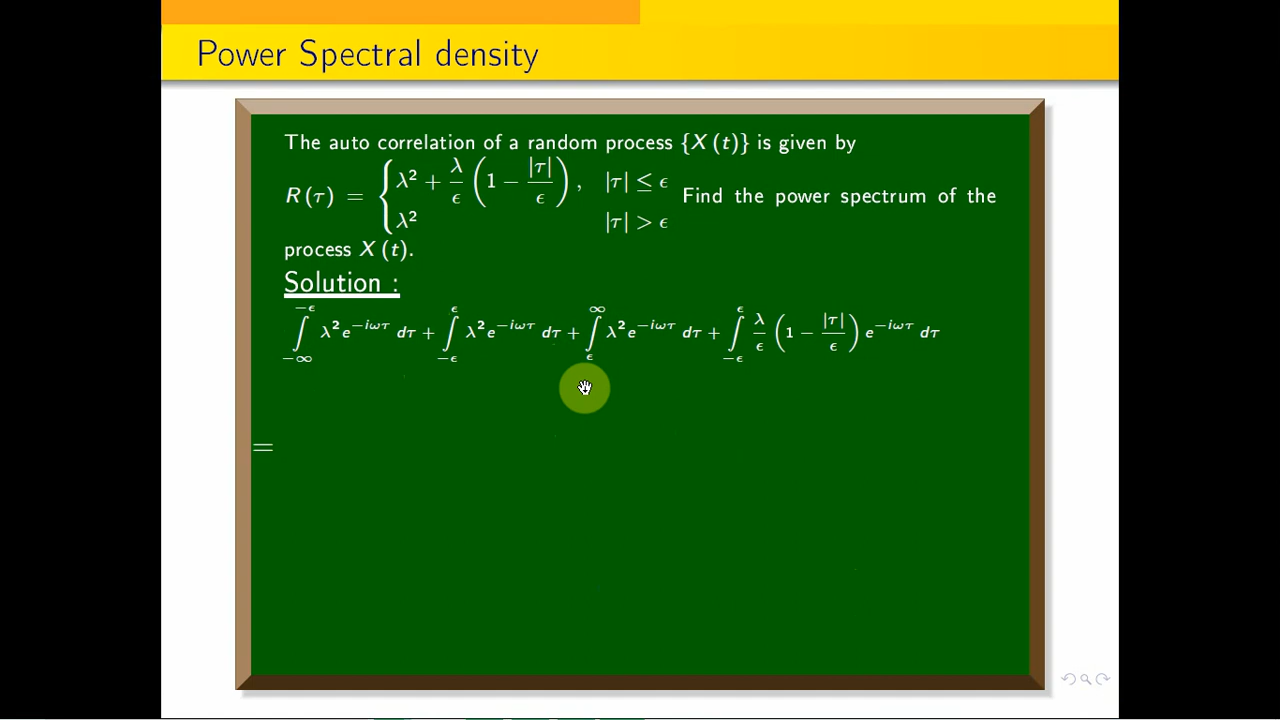 Power Spectral density
The auto correlation of a random process {X(t)} is given by
R(τ) = { λ² + λ/ϵ (1 − |τ|/ϵ), |τ| ≤ ϵ
λ² |τ| > ϵ Find the power spectrum of the
process X(t).
Solution :
∫_{−∞}^{−ϵ} λ²e^{−iωτ} dτ + ∫_{−ϵ}^{ϵ} λ²e^{−iωτ} dτ + ∫_{ϵ}^{∞} λ²e^{−iωτ} dτ + ∫_{−ϵ}^{ϵ} λ/ϵ (1 − |τ|/ϵ) e^{−iωτ} dτ
=